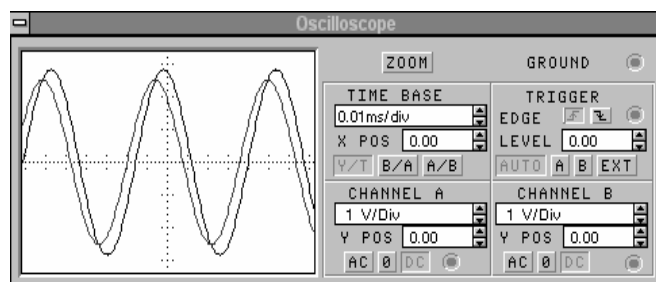 Oscilloscope
ZOOM GROUND
TIME BASE
0.01ms/div
X POS 0.00
Y/T B/A A/B
TRIGGER
EDGE
LEVEL 0.00
AUTO A B EXT
CHANNEL A
1 V/Div
Y POS 0.00
AC 0 DC
CHANNEL B
1 V/Div
Y POS 0.00
AC 0 DC